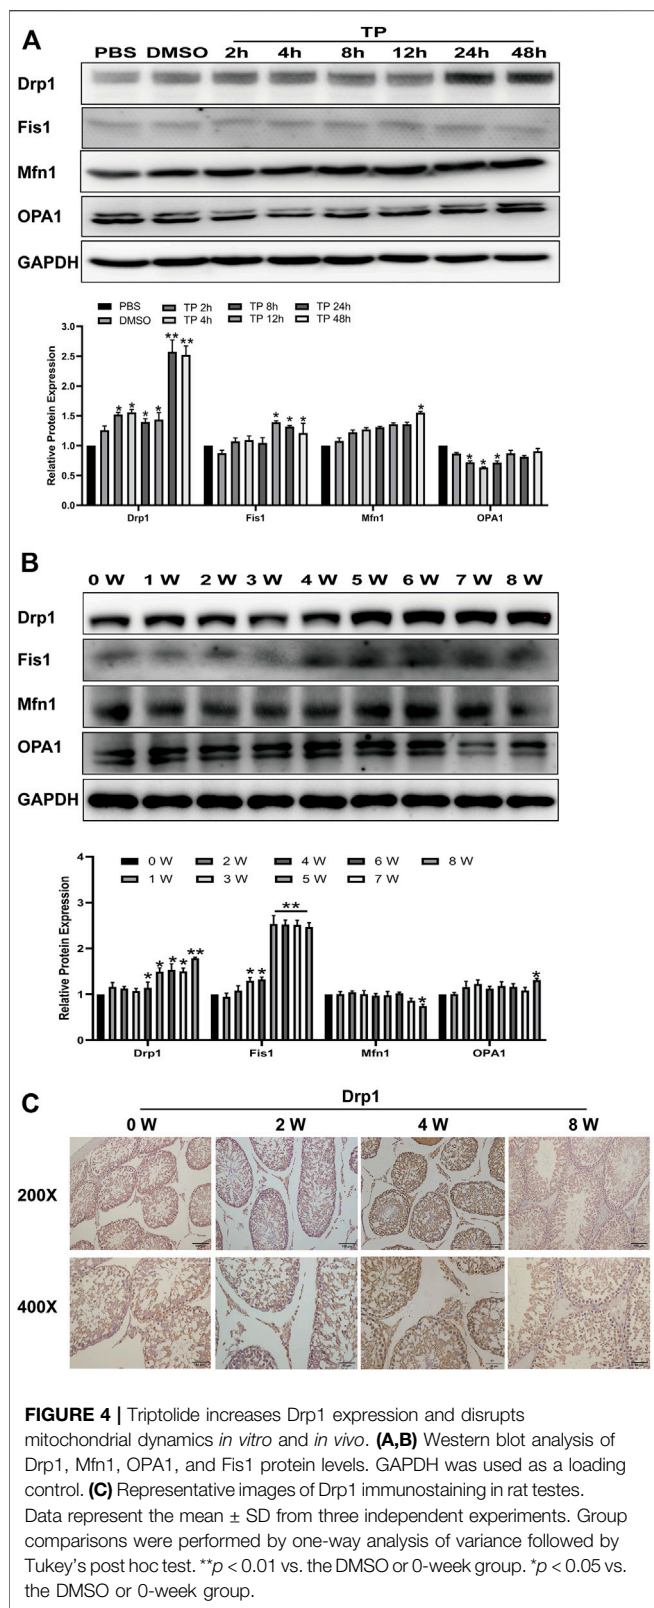 A
TP
PBS DMSO 2h 4h 8h 12h 24h 48h
Drp1
Fis1
Mfn1
OPA1
GAPDH
PBS TP 2h TP 8h TP 24h
DMSO TP 4h TP 12h TP 48h
Relative Protein Expression
3.0
2.5
2.0
1.5
1.0
0.5
0.0
** **
* * * *
* * *
*
* * *
Drp1 Fis1 Mfn1 OPA1
B
0 W 1 W 2 W 3 W 4 W 5 W 6 W 7 W 8 W
Drp1
Fis1
Mfn1
OPA1
GAPDH
0 W 2 W 4 W 6 W 8 W
1 W 3 W 5 W 7 W
Relative Protein Expression
4
3
2
1
0
* * * * **
* * **
*
*
Drp1 Fis1 Mfn1 OPA1
C
Drp1
0 W 2 W 4 W 8 W
200X
400X
FIGURE 4 | Triptolide increases Drp1 expression and disrupts
mitochondrial dynamics in vitro and in vivo. (A,B) Western blot analysis of
Drp1, Mfn1, OPA1, and Fis1 protein levels. GAPDH was used as a loading
control. (C) Representative images of Drp1 immunostaining in rat testes.
Data represent the mean ± SD from three independent experiments. Group
comparisons were performed by one-way analysis of variance followed by
Tukey's post hoc test. **p < 0.01 vs. the DMSO or 0-week group. *p < 0.05 vs.
the DMSO or 0-week group.